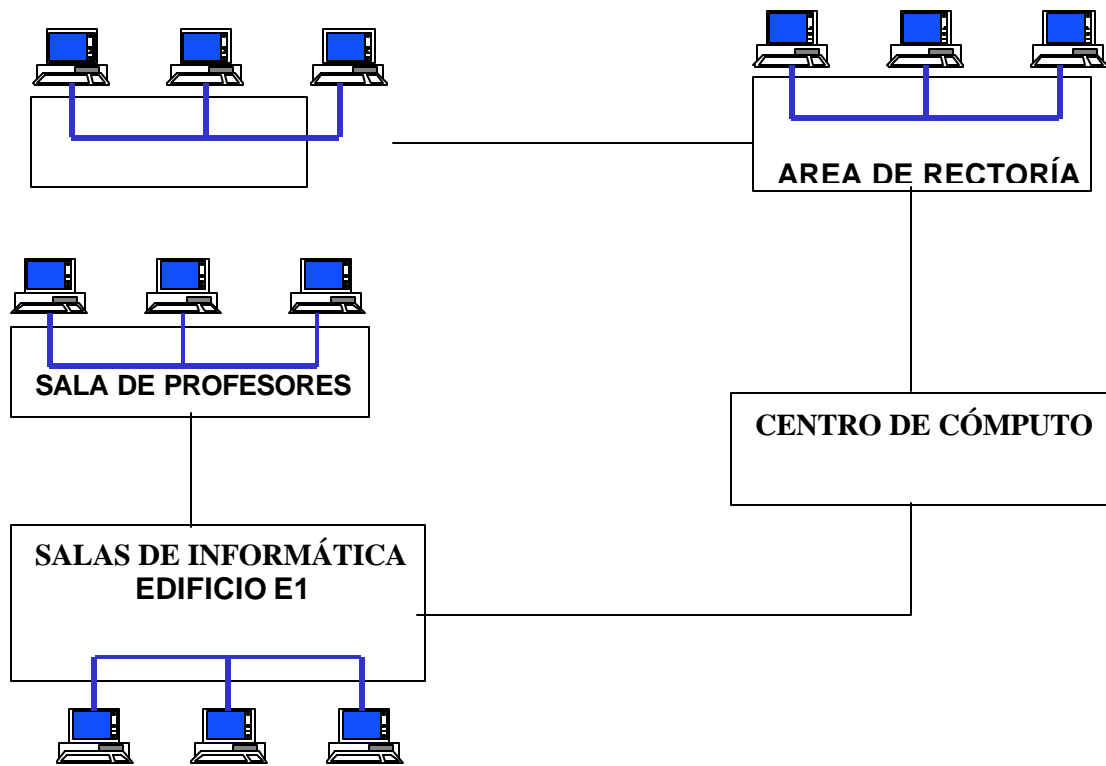 AREA DE RECTORÍA
SALA DE PROFESORES
CENTRO DE CÓMPUTO
SALAS DE INFORMÁTICA
EDIFICIO E1